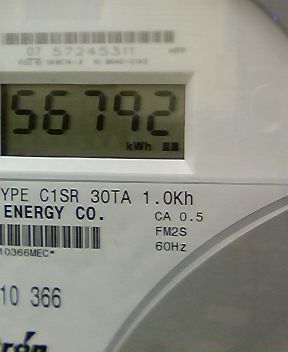 07 57245311
56792
kWh
YPE C1SR 30TA 1.0Kh
ENERGY CO.
CA 0.5
FM2S
60Hz
10366MEC*
10 366
rón